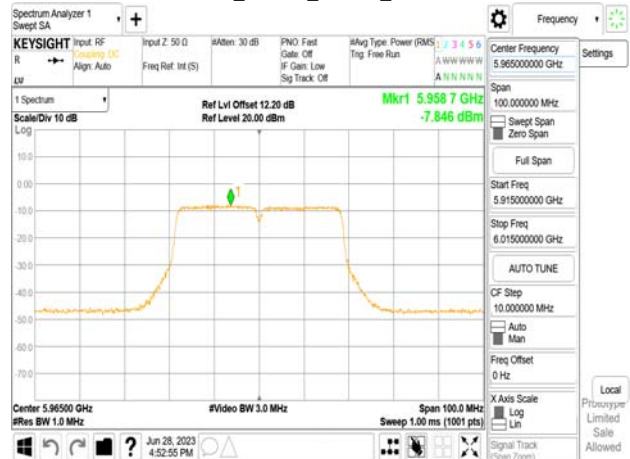 Spectrum Analyzer 1
Swept SA
Frequency
KEYSIGHT
Input: RF
Coupling: DC
Align: Auto
Input Z: 50 Ω
Freq Ref: Int (S)
#Atten: 30 dB
PNO: Fast
Gate: Off
IF Gain: Low
Sig Track: Off
#Avg Type: Power (RMS)
Trig: Free Run
1 2 3 4 5 6
A WW WW W
A N N N N N
R
LW
Center Frequency
5.965000000 GHz
Settings
1 Spectrum
Scale/Div 10 dB
Log
Ref Lvl Offset 12.20 dB
Ref Level 20.00 dBm
Mkr1 5.958 7 GHz
-7.846 dBm
Span
100.000000 MHz
Swept Span
Zero Span
Full Span
Start Freq
5.915000000 GHz
Stop Freq
6.015000000 GHz
AUTO TUNE
CF Step
10.000000 MHz
Auto
Man
Freq Offset
0 Hz
X Axis Scale
Log
Lin
Signal Track
(Span Zoom)
Local
Prototype
Limited
Sale
Allowed
10.0
0.00
-10.0
-20.0
-30.0
-40.0
-50.0
-60.0
-70.0
1
Center 5.96500 GHz
#Res BW 1.0 MHz
#Video BW 3.0 MHz
Span 100.0 MHz
Sweep 1.00 ms (1001 pts)
?
Jun 28, 2023
4:52:55 PM